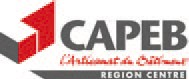 CAPEB
L'Artisanat du Bâtiment
REGION CENTRE